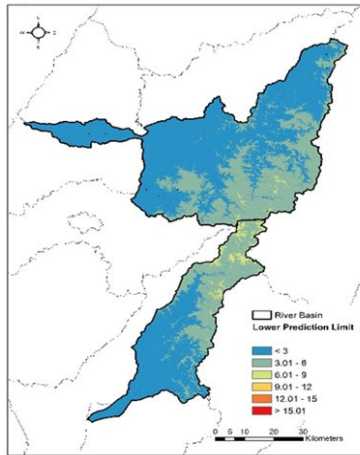 N
W E
S
River Basin
Lower Prediction Limit
< 3
3.01 - 6
6.01 - 9
9.01 - 12
12.01 - 15
> 15.01
0 5 10 20 30
Kilometers